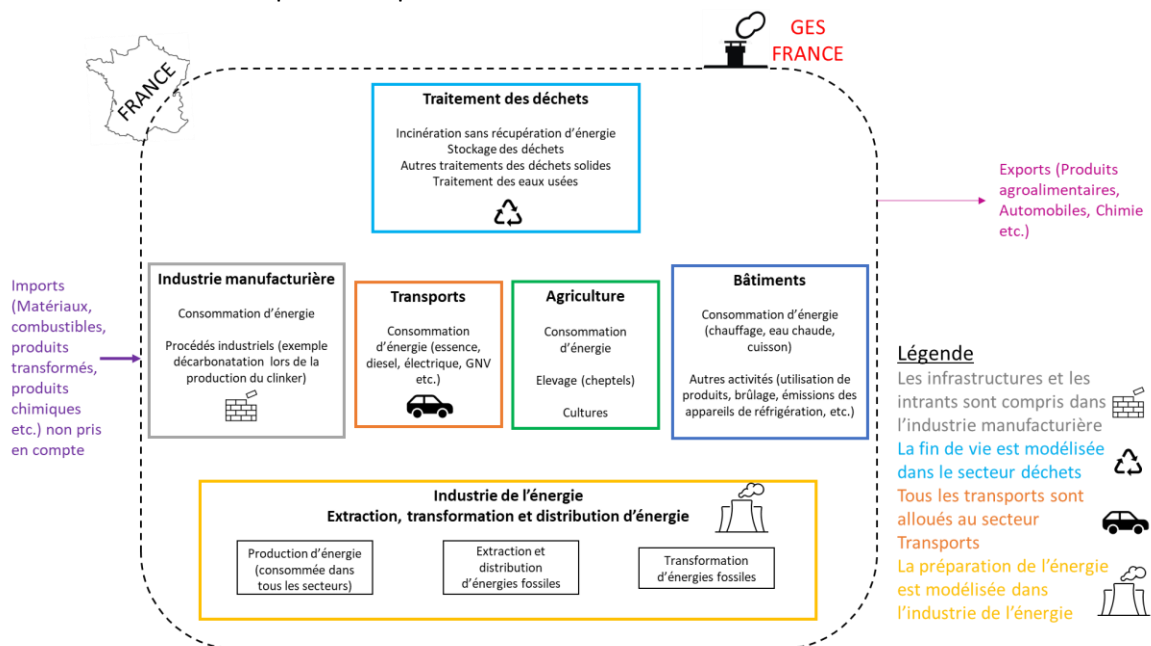 GES
FRANCE
FRANCE
Traitement des déchets
Incinération sans récupération d’énergie
Stockage des déchets
Autres traitements des déchets solides
Traitement des eaux usées
Exports (Produits
agroalimentaires,
Automobiles, Chimie
etc.)
Imports
(Matériaux,
combustibles,
produits
transformés,
produits
chimiques
etc.) non pris
en compte
Industrie manufacturière
Consommation d’énergie
Procédés industriels (exemple
décarbonatation lors de la
production du clinker)
Transports
Consommation
d’énergie (essence,
diesel, électrique, GNV
etc.)
Agriculture
Consommation
d’énergie
Elevage (cheptels)
Cultures
Bâtiments
Consommation d’énergie
(chauffage, eau chaude,
cuisson)
Autres activités (utilisation de
produits, brûlage, émissions des
appareils de réfrigération, etc.)
Légende
Les infrastructures et les
intrants sont compris dans
l’industrie manufacturière
La fin de vie est modélisée
dans le secteur déchets
Tous les transports sont
alloués au secteur
Transports
La préparation de l’énergie
est modélisée dans
l’industrie de l’énergie
Industrie de l’énergie
Extraction, transformation et distribution d’énergie
Production d’énergie
(consommée dans
tous les secteurs)
Extraction et
distribution
d’énergies fossiles
Transformation
d’énergies fossiles